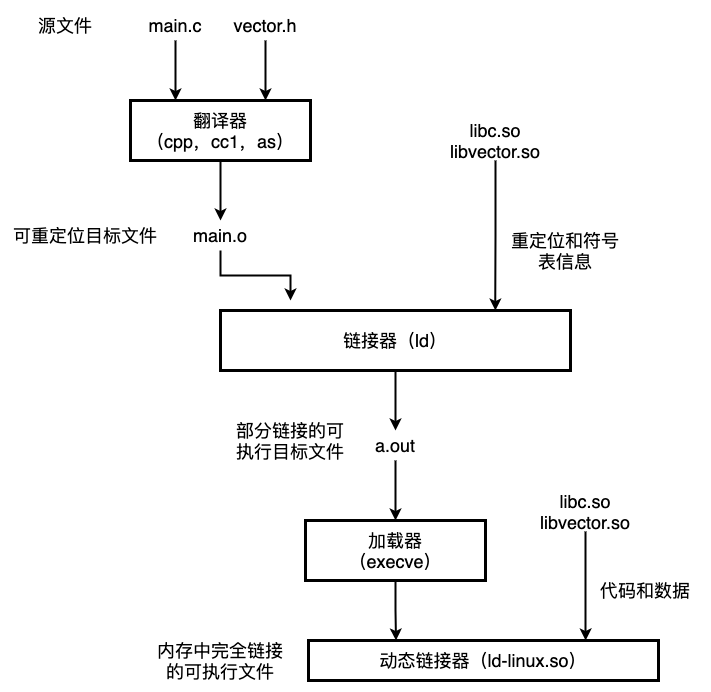 源文件
main.c
vector.h
翻译器
（cpp，cc1，as）
libc.so
libvector.so
可重定位目标文件
main.o
重定位和符号
表信息
链接器（ld）
部分链接的可
执行目标文件
a.out
libc.so
libvector.so
加载器
（execve）
代码和数据
内存中完全链接
的可执行文件
动态链接器（ld-linux.so）